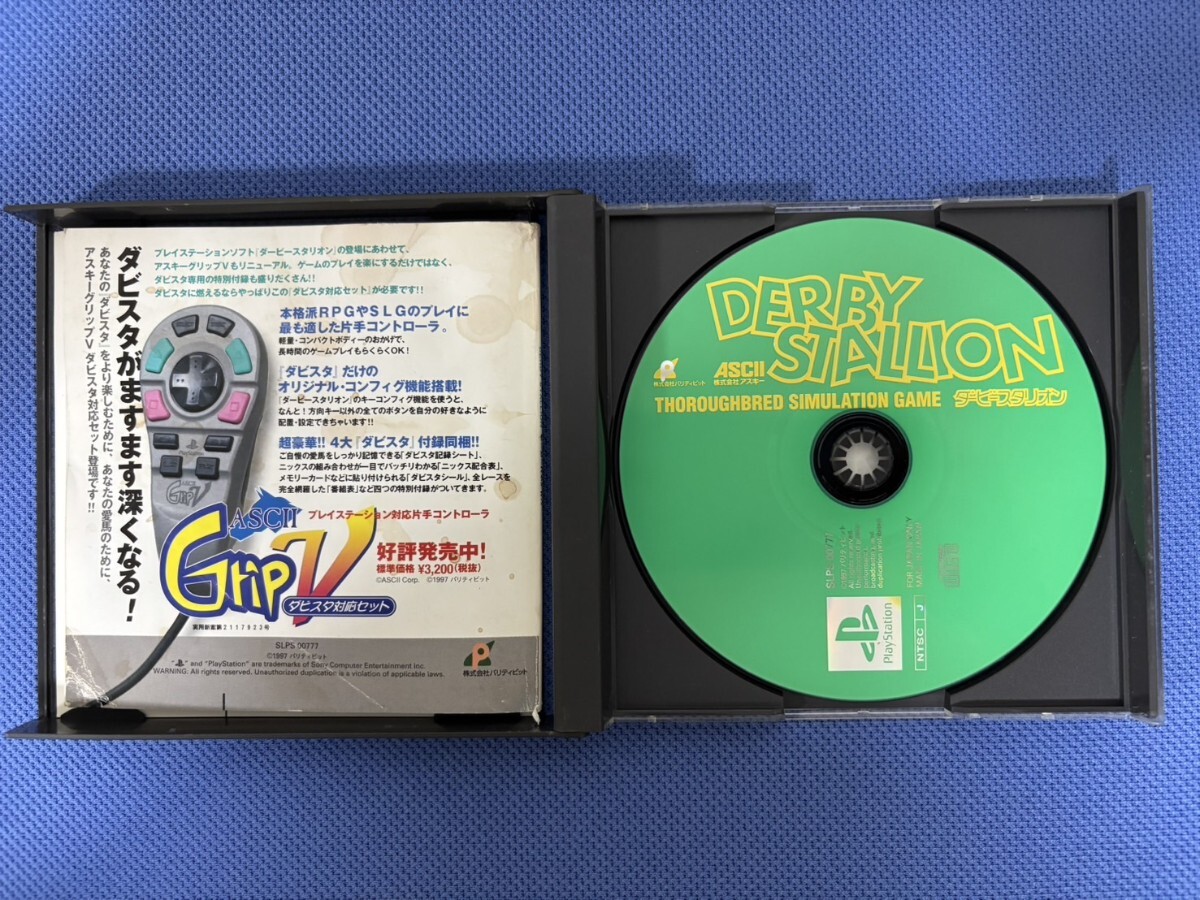 ダビスタがますます深くなる!
あなたの『ダビスタ』をより楽しむために、あなたの愛馬のために、
アスキーグリップV ダビスタ対応セット登場です!!
プレイステーションソフト『ダービースタリオン』の登場にあわせて、
アスキーグリップVもリニューアル。ゲームのプレイを楽にするだけではなく、
ダビスタ専用の特別付録も盛りだくさん!!
ダビスタに燃えるならやっぱりこの『ダビスタ対応セット』が必要です!!
本格派RPGやSLGのプレイに
最も適した片手コントローラ。
軽量・コンパクトボディーのおかげで、
長時間のゲームプレイもらくらくOK!
『ダビスタ』だけの
オリジナル・コンフィグ機能搭載!
『ダービースタリオン』のキーコンフィグ機能を使うと、
なんと!方向キー以外の全てのボタンを自分の好きなように
配置・設定できちゃいます!!
超豪華!! 4大『ダビスタ』付録同梱!!
ご自慢の愛馬をしっかり記憶できる「ダビスタ記録シート」、
ニックスの組み合わせが一目でバッチリわかる「ニックス配合表」、
メモリーカードなどに貼り付けられる「ダビスタシール」、全レースを
完全網羅した「番組表」など四つの特別付録がついてきます。
ASCII
プレイステーション対応片手コントローラ
Grip V
ダビスタ対応セット
好評発売中!
標準価格 ¥3,200(税抜)
©ASCII Corp. ©1997 パリティビット
実用新案第2117923号
SLPS 00777
©1997 パリティビット
" " and "PlayStation" are trademarks of Sony Computer Entertainment Inc.
WARNING: All rights reserved. Unauthorized duplication is a violation of applicable laws.
株式会社パリティビット
DERBY
STALLION
株式会社パリティビット
ASCII
株式会社アスキー
THOROUGHBRED SIMULATION GAME
ダービースタリオン
SLPS 00777
©1997 パリティビット
PlayStation
NTSC J